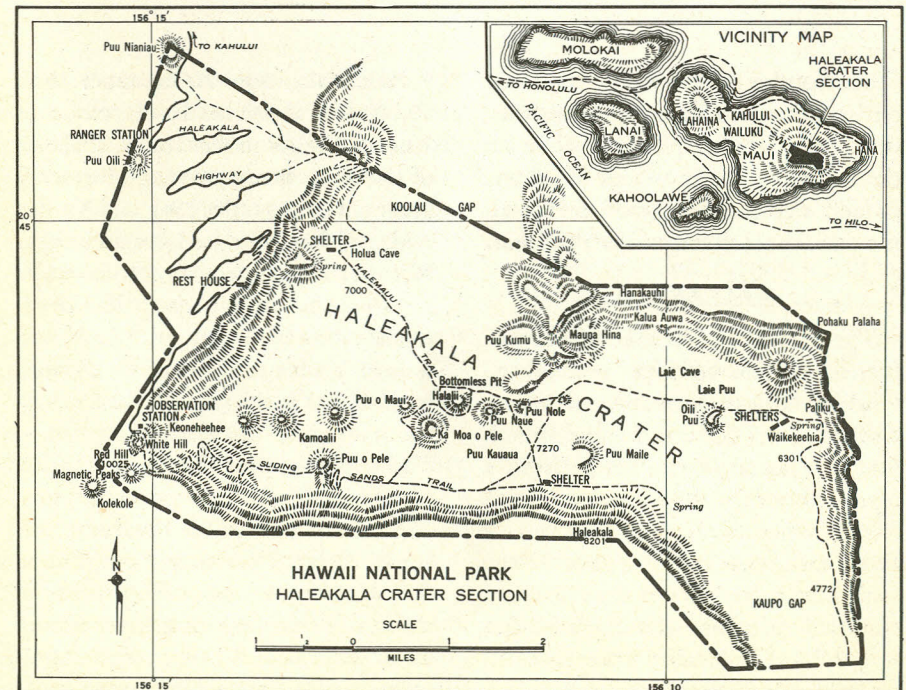 156° 15'
Puu Nianiau
TO KAHULUI
RANGER STATION
Puu Oili
HALEAKALA
HIGHWAY
20°
45
KOOLAU GAP
SHELTER
Holua Cave
Spring
REST HOUSE
7000
HALEMAUU
TRAIL
HALEAKALA
CRATER
Hanakauhi
Kalua Auwa
Pohaku Palaha
Puu Kumu
Mauna Hina
Bottomless Pit
Halalii
Laie Cave
Laie Puu
Puu o Maui
Puu Nole
Puu Naue
Oili
Puu
SHELTERS
Paliku
Spring
Waikekeehia
6301
OBSERVATION
STATION
Keoneheehee
White Hill
Kamoalii
Ka Moa o Pele
Puu Kauaua
7270
Puu Maile
Red Hill
10025
Magnetic Peaks
Kolekole
Puu o Pele
SLIDING
SANDS
TRAIL
SHELTER
Spring
Haleakala
8201
N
HAWAII NATIONAL PARK
HALEAKALA CRATER SECTION
SCALE
1 0 1 2
MILES
KAUPO GAP
4772
156° 15'
156° 10'
VICINITY MAP
MOLOKAI
HALEAKALA
CRATER
SECTION
TO HONOLULU
PACIFIC
OCEAN
LANAI
LAHAINA
KAHULUI
WAILUKU
MAUI
HANA
KAHOOLAWE
TO HILO